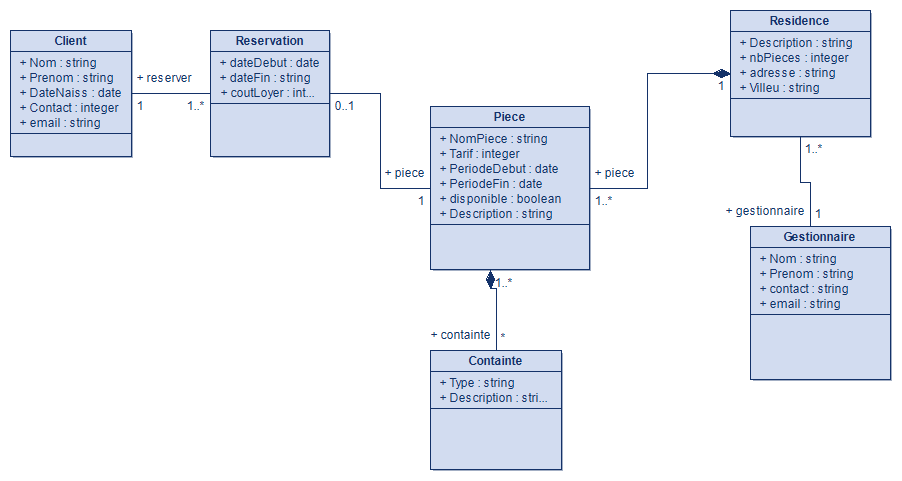 Client
+ Nom : string
+ Prenom : string
+ DateNaiss : date
+ Contact : integer
+ email : string
+ reserver
1
1..*
Reservation
+ dateDebut : date
+ dateFin : string
+ coutLoyer : int...
0..1
+ piece
1
Piece
+ NomPiece : string
+ Tarif : integer
+ PeriodeDebut : date
+ PeriodeFin : date
+ disponible : boolean
+ Description : string
+ piece
1..*
1
Residence
+ Description : string
+ nbPieces : integer
+ adresse : string
+ Villeu : string
1..*
+ gestionnaire
1
Gestionnaire
+ Nom : string
+ Prenom : string
+ contact : string
+ email : string
1..*
+ containte
*
Containte
+ Type : string
+ Description : stri...